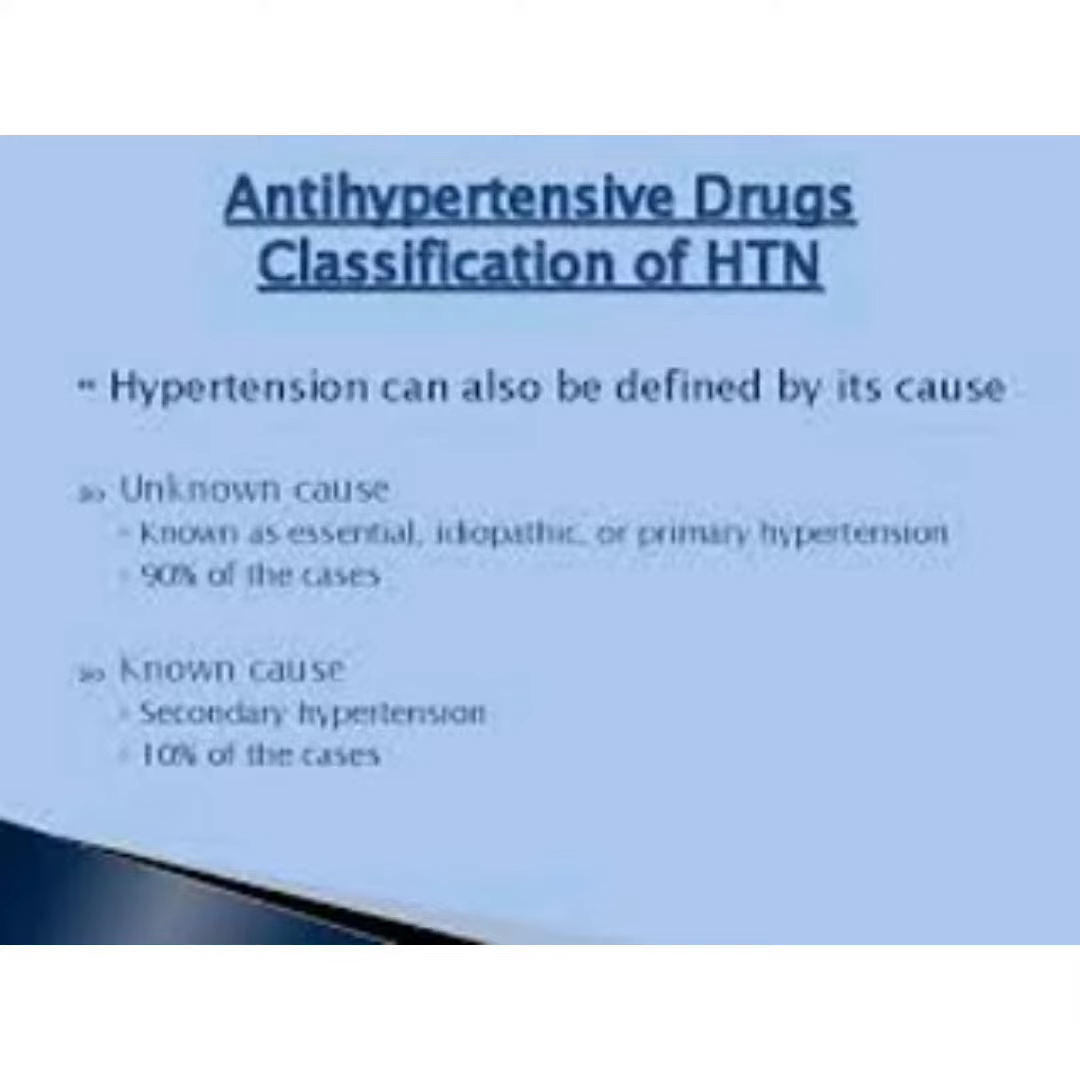 Antihypertensive Drugs
Classification of HTN
Hypertension can also be defined by its cause
Unknown cause
Known as essential, idiopathic, or primary hypertension
90% of the cases
Known cause
Secondary hypertension
10% of the cases